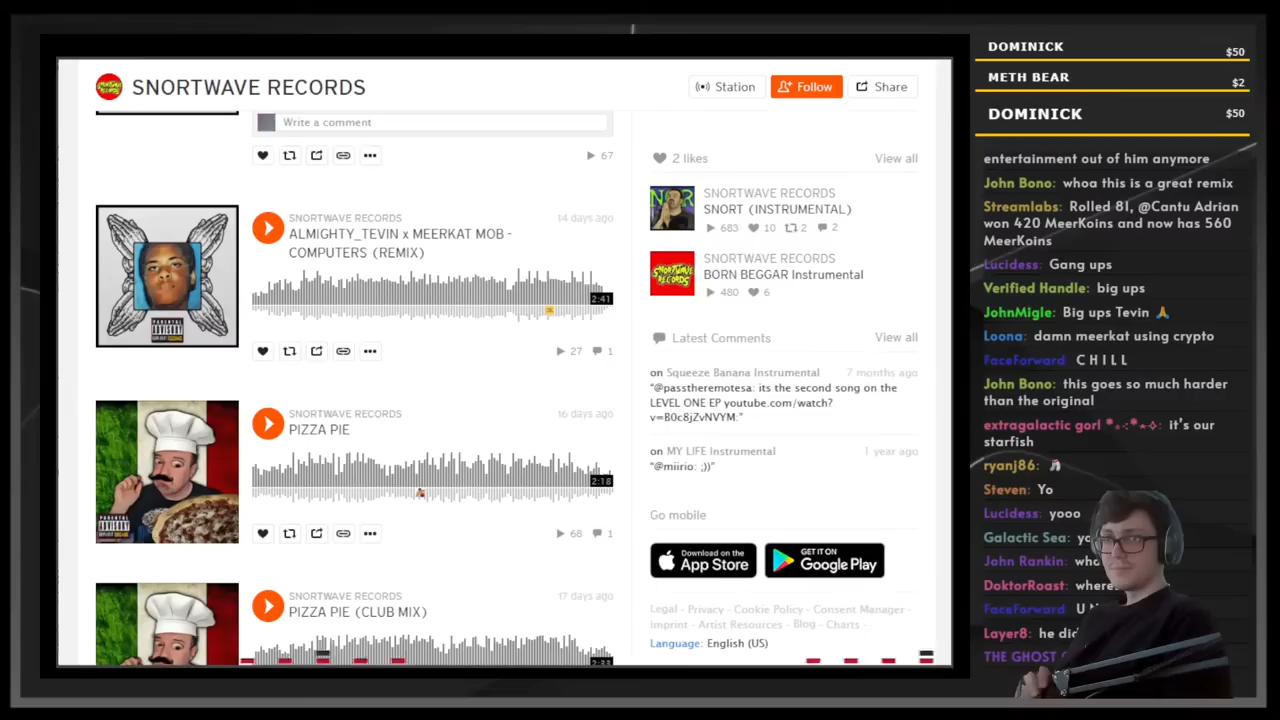 SNORTWAVE RECORDS
Station
Follow
Share
Write a comment
67
SNORTWAVE RECORDS
14 days ago
ALMIGHTY_TEVIN x MEERKAT MOB -
COMPUTERS (REMIX)
2:41
27
1
SNORTWAVE RECORDS
16 days ago
PIZZA PIE
2:18
68
1
SNORTWAVE RECORDS
17 days ago
PIZZA PIE (CLUB MIX)
2 likes
View all
SNORTWAVE RECORDS
SNORT (INSTRUMENTAL)
683 10 2 2
SNORTWAVE RECORDS
BORN BEGGAR Instrumental
480 6
Latest Comments
View all
on Squeeze Banana Instrumental
7 months ago
"@passtheremotesa: its the second song on the
LEVEL ONE EP youtube.com/watch?
v=B0c8jZvNVYM:"
on MY LIFE Instrumental
1 year ago
"@miirio: ;))"
Go mobile
Download on the
App Store
GET IT ON
Google Play
Legal - Privacy - Cookie Policy - Consent Manager -
Imprint - Artist Resources - Blog - Charts -
Language: English (US)
DOMINICK
$50
METH BEAR
$2
DOMINICK
$50
entertainment out of him anymore
John Bono: whoa this is a great remix
Streamlabs: Rolled 81, @Cantu Adrian
won 420 MeerKoins and now has 560
MeerKoins
Lucidess: Gang ups
Verified Handle: big ups
JohnMigle: Big ups Tevin 🙏
Loona: damn meerkat using crypto
FaceForward: C H I L L
John Bono: this goes so much harder
than the original
extragalactic gorl it's our
starfish
ryanj86:
Steven: Yo
Lucidess: yooo
Galactic Sea:
John Rankin:
DoktorRoast:
FaceForward:
Layer8: he did
THE GHOST